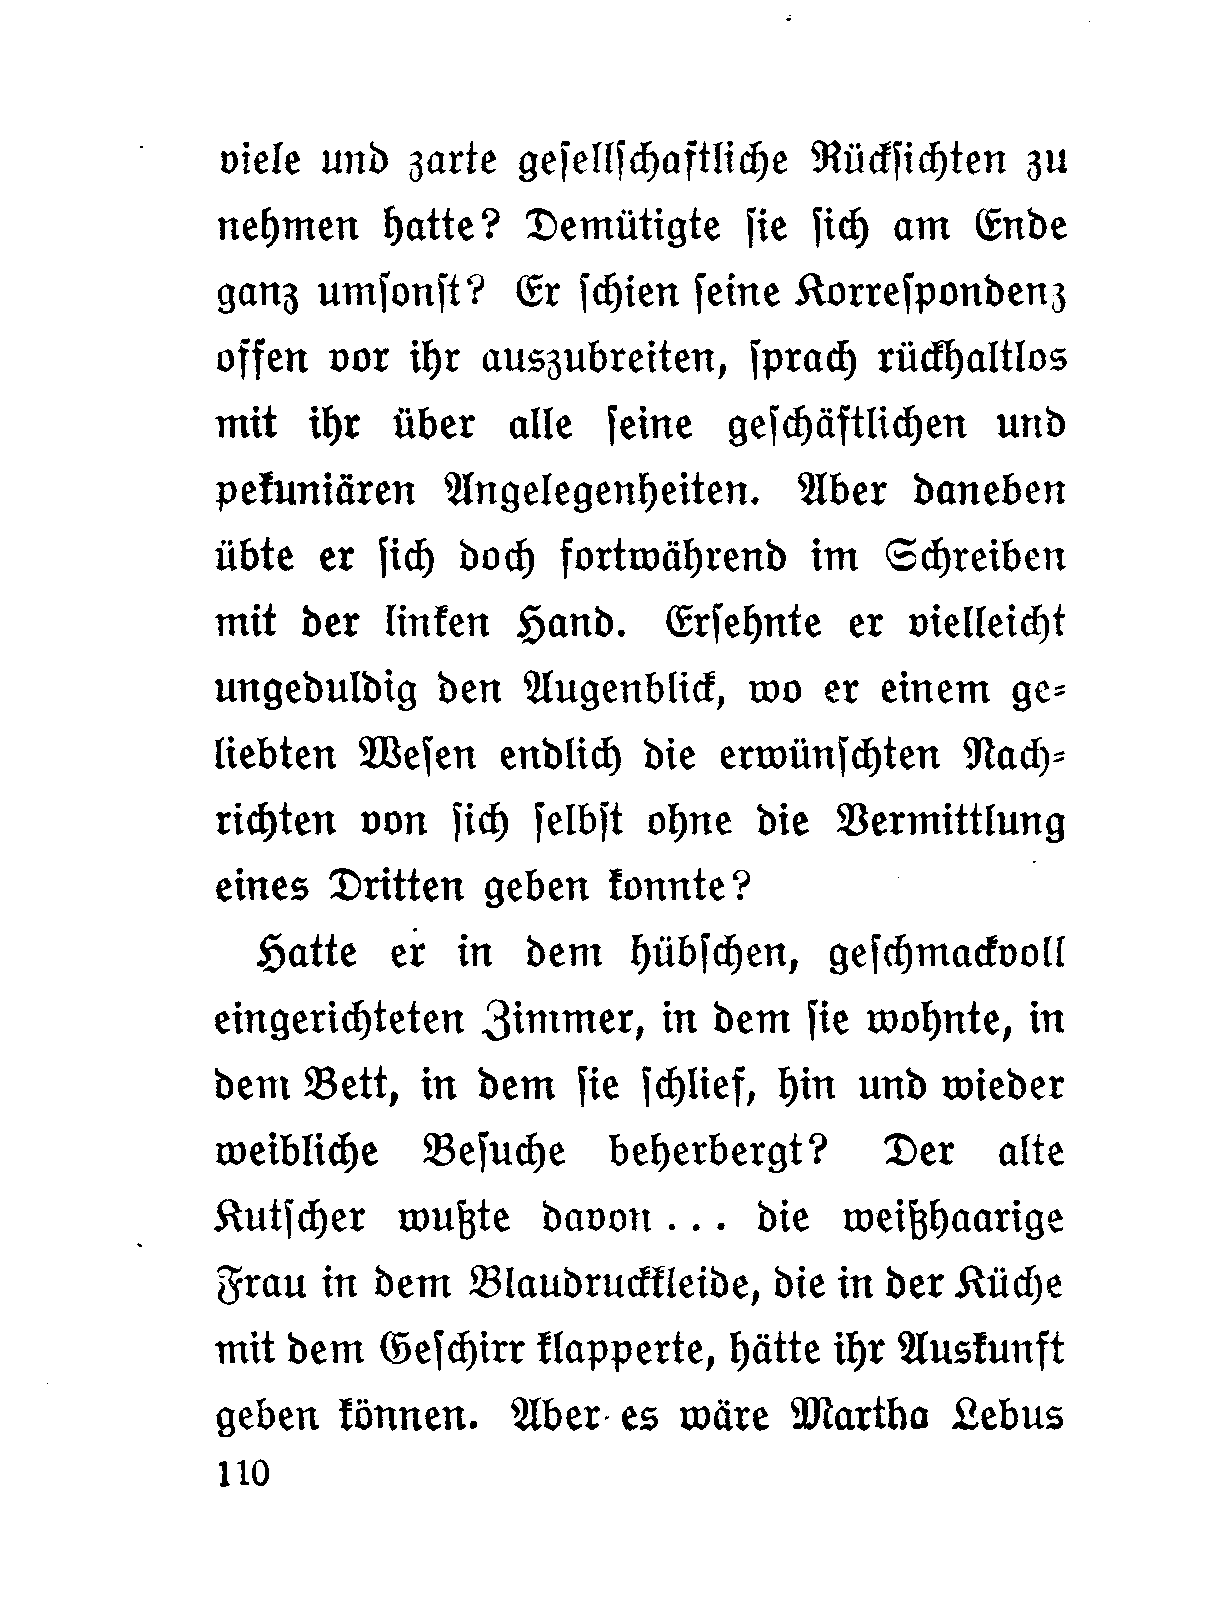 viele und zarte gesellschaftliche Rücksichten zu
nehmen hatte? Demütigte sie sich am Ende
ganz umsonst? Er schien seine Korrespondenz
offen vor ihr auszubreiten, sprach rückhaltlos
mit ihr über alle seine geschäftlichen und
pekuniären Angelegenheiten. Aber daneben
übte er sich doch fortwährend im Schreiben
mit der linken Hand. Ersehnte er vielleicht
ungeduldig den Augenblick, wo er einem ge-
liebten Wesen endlich die erwünschten Nach-
richten von sich selbst ohne die Vermittlung
eines Dritten geben konnte?
Hatte er in dem hübschen, geschmackvoll
eingerichteten Zimmer, in dem sie wohnte, in
dem Bett, in dem sie schlief, hin und wieder
weibliche Besuche beherbergt? Der alte
Kutscher wußte davon ... die weißhaarige
Frau in dem Blaudruckkleide, die in der Küche
mit dem Geschirr klapperte, hätte ihr Auskunft
geben können. Aber es wäre Martha Lebus
110